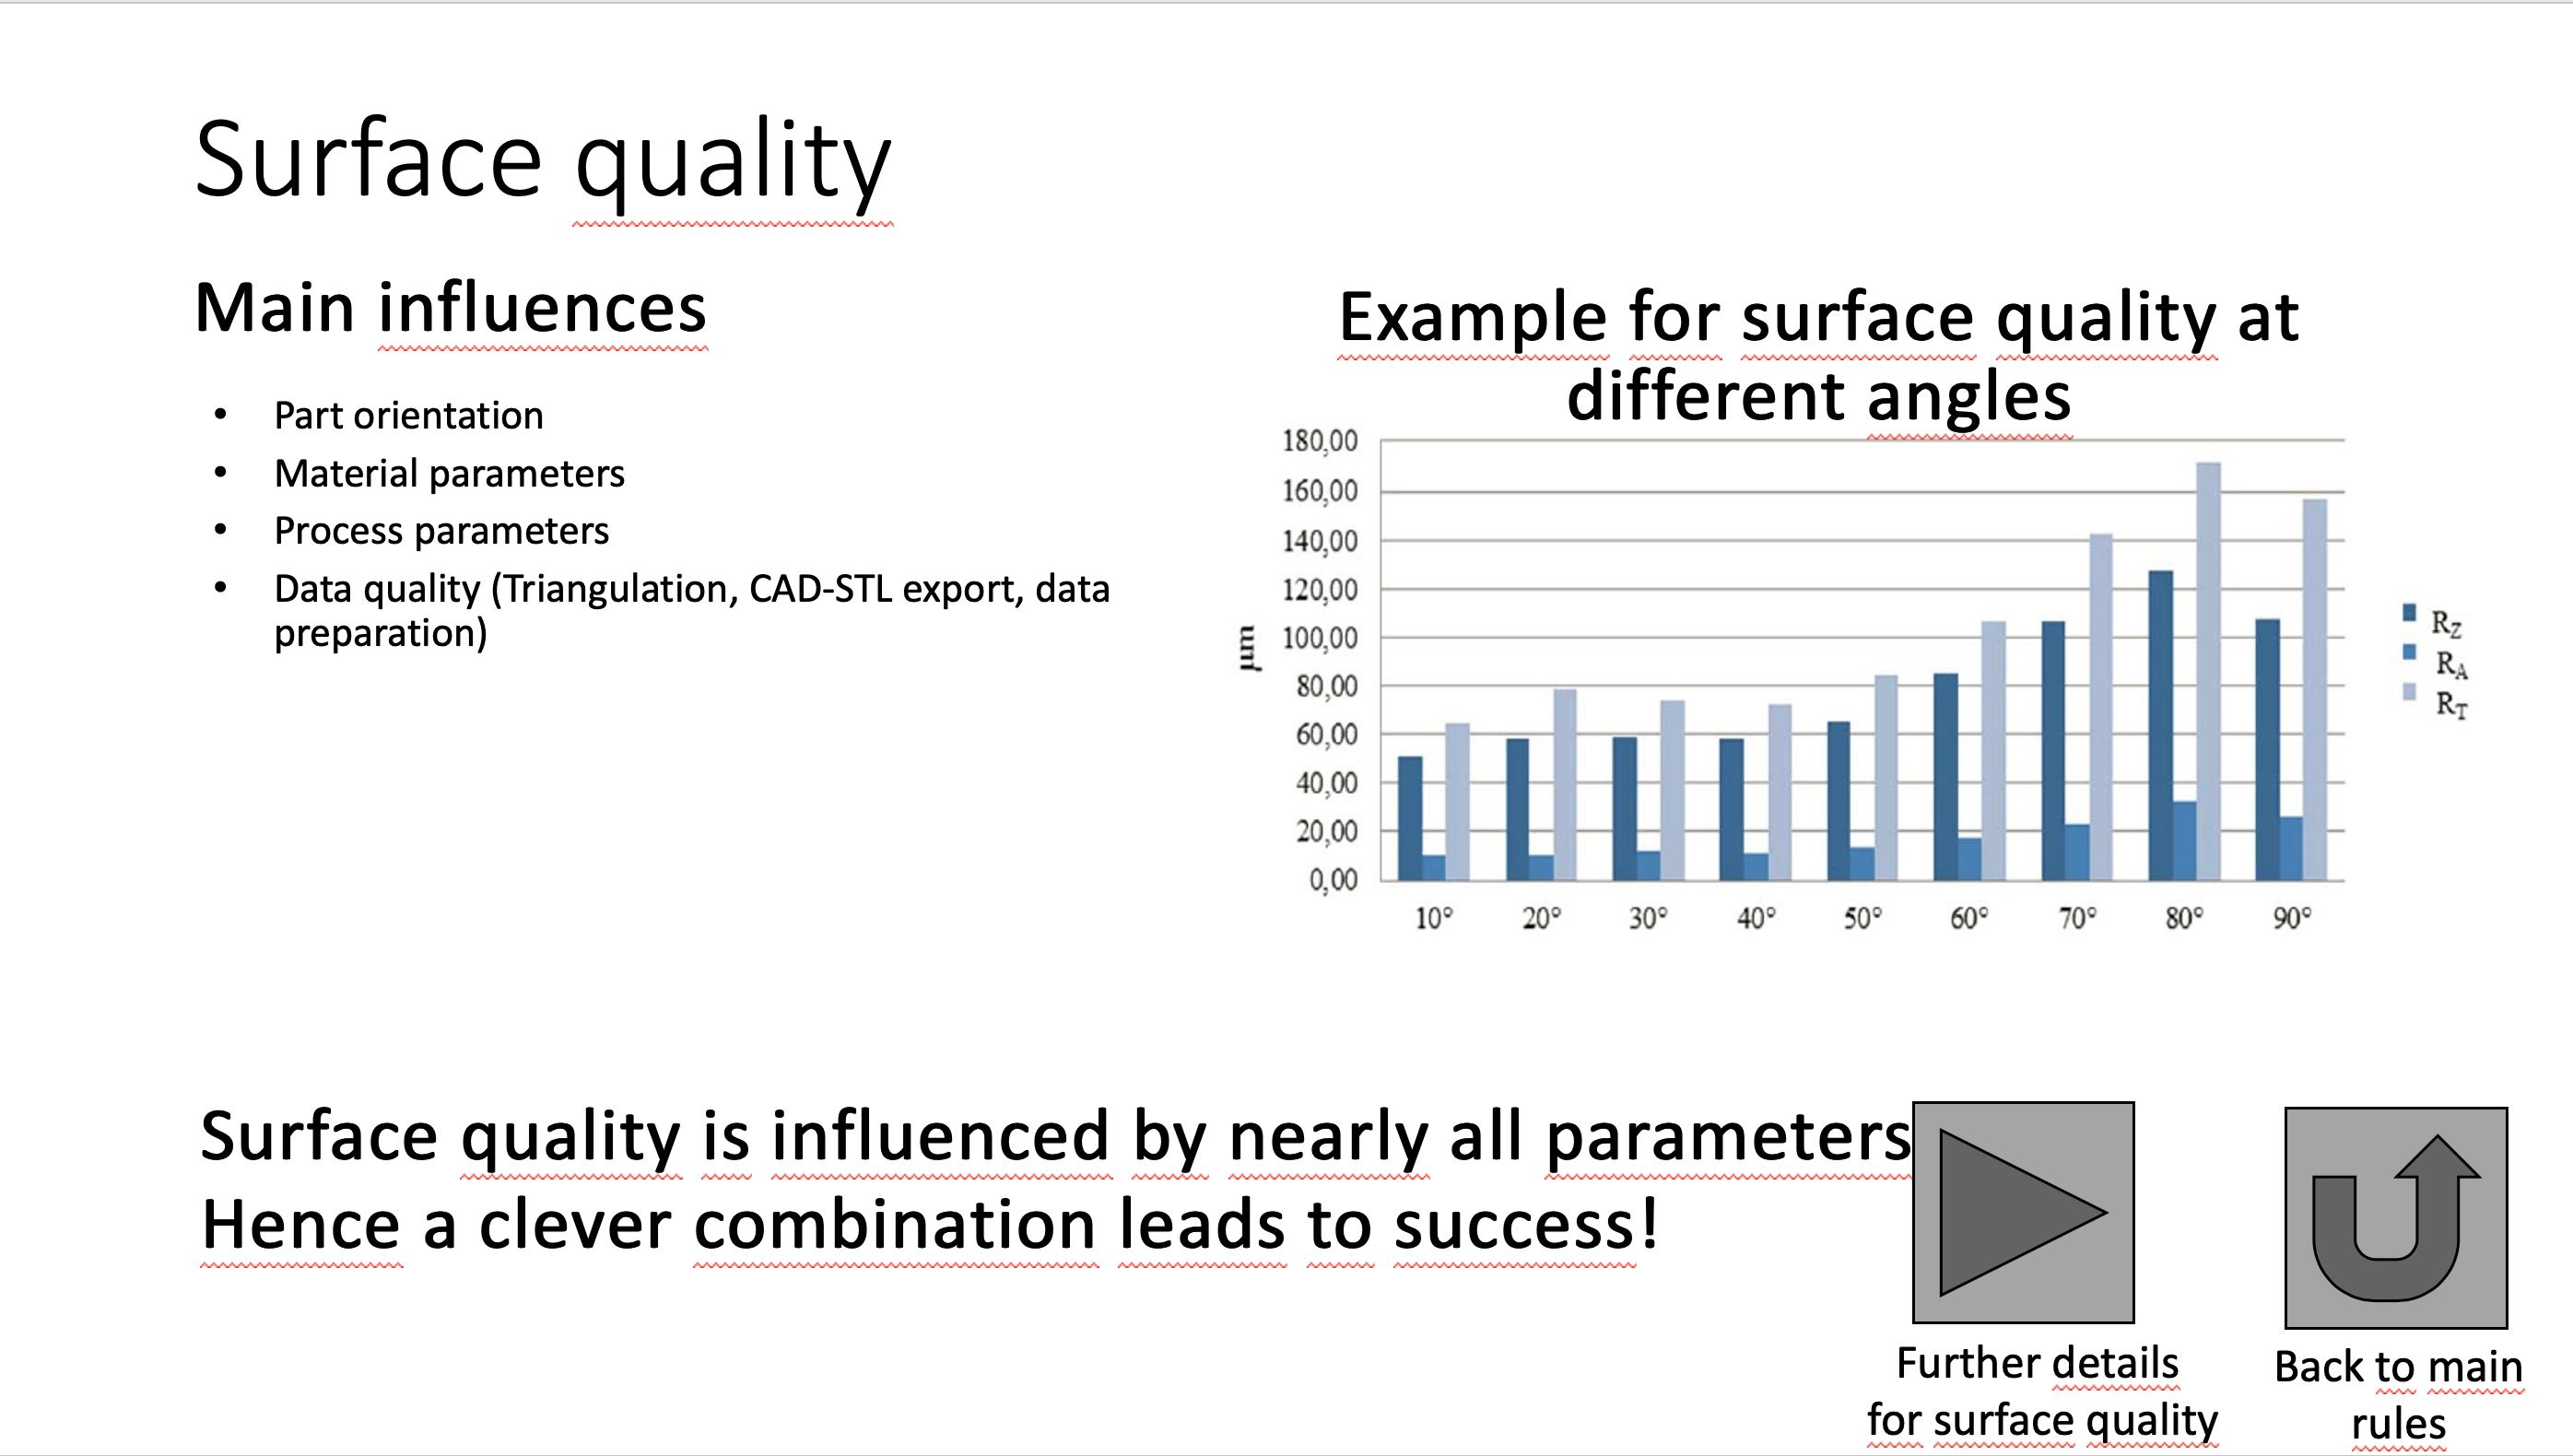 Surface quality
Main influences
• Part orientation
• Material parameters
• Process parameters
• Data quality (Triangulation, CAD-STL export, data
preparation)
Example for surface quality at
different angles
180,00
160,00
140,00
120,00
100,00
80,00
60,00
40,00
20,00
0,00
µm
10° 20° 30° 40° 50° 60° 70° 80° 90°
RZ
RA
RT
Surface quality is influenced by nearly all parameters
Hence a clever combination leads to success!
Further details
for surface quality
Back to main
rules